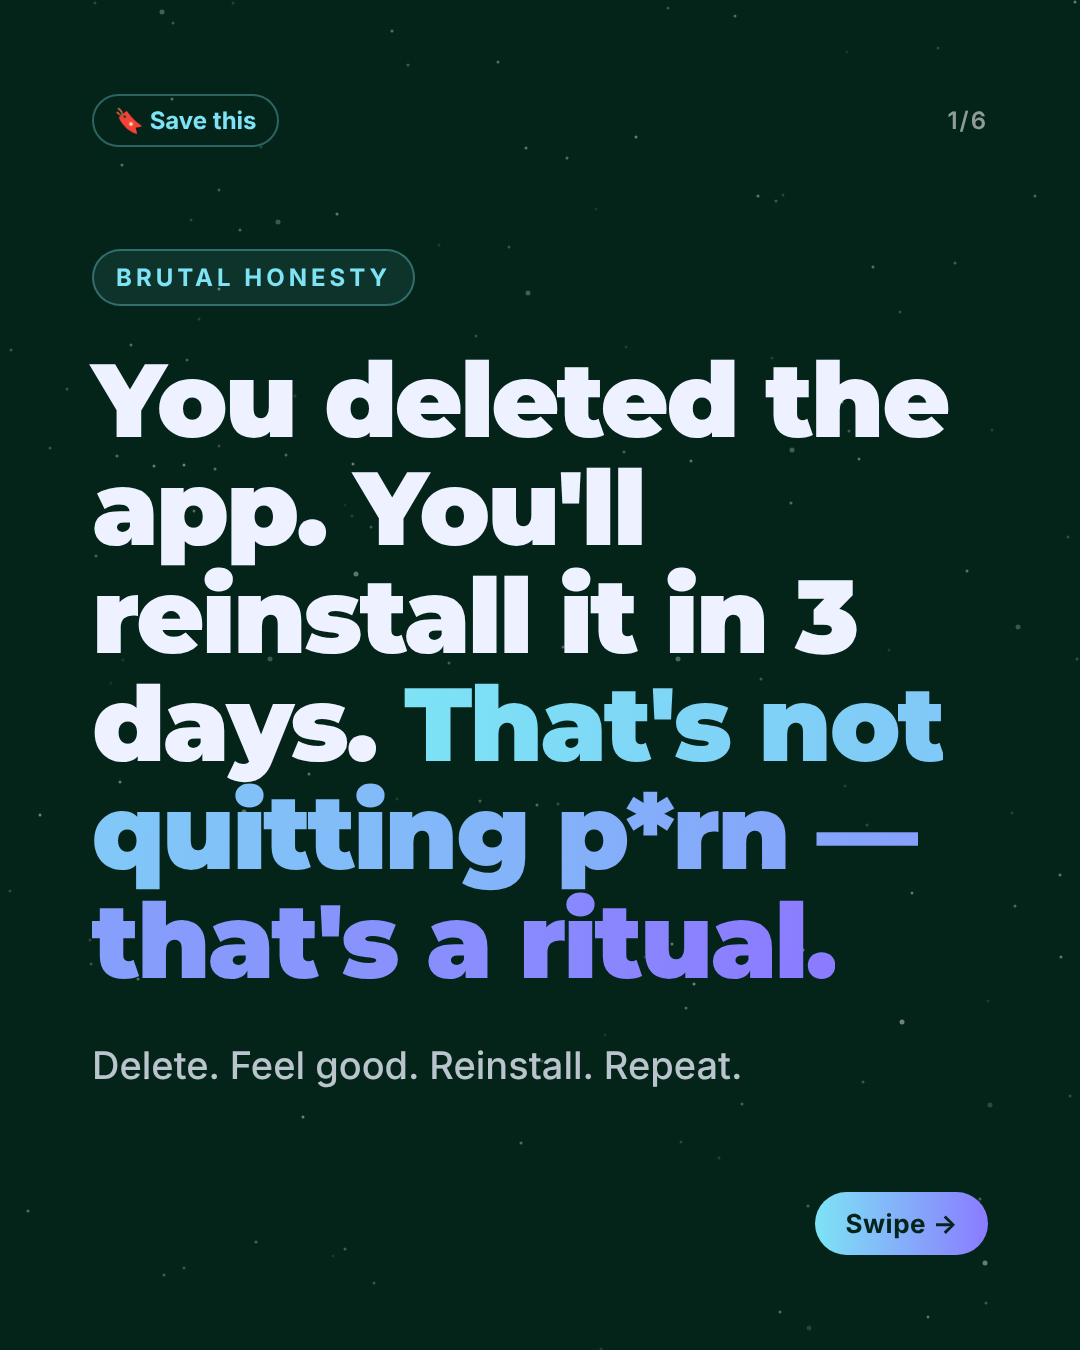 🔖 Save this
1/6
BRUTAL HONESTY
You deleted the
app. You'll
reinstall it in 3
days. That's not
quitting p*rn —
that's a ritual.
Delete. Feel good. Reinstall. Repeat.
Swipe →